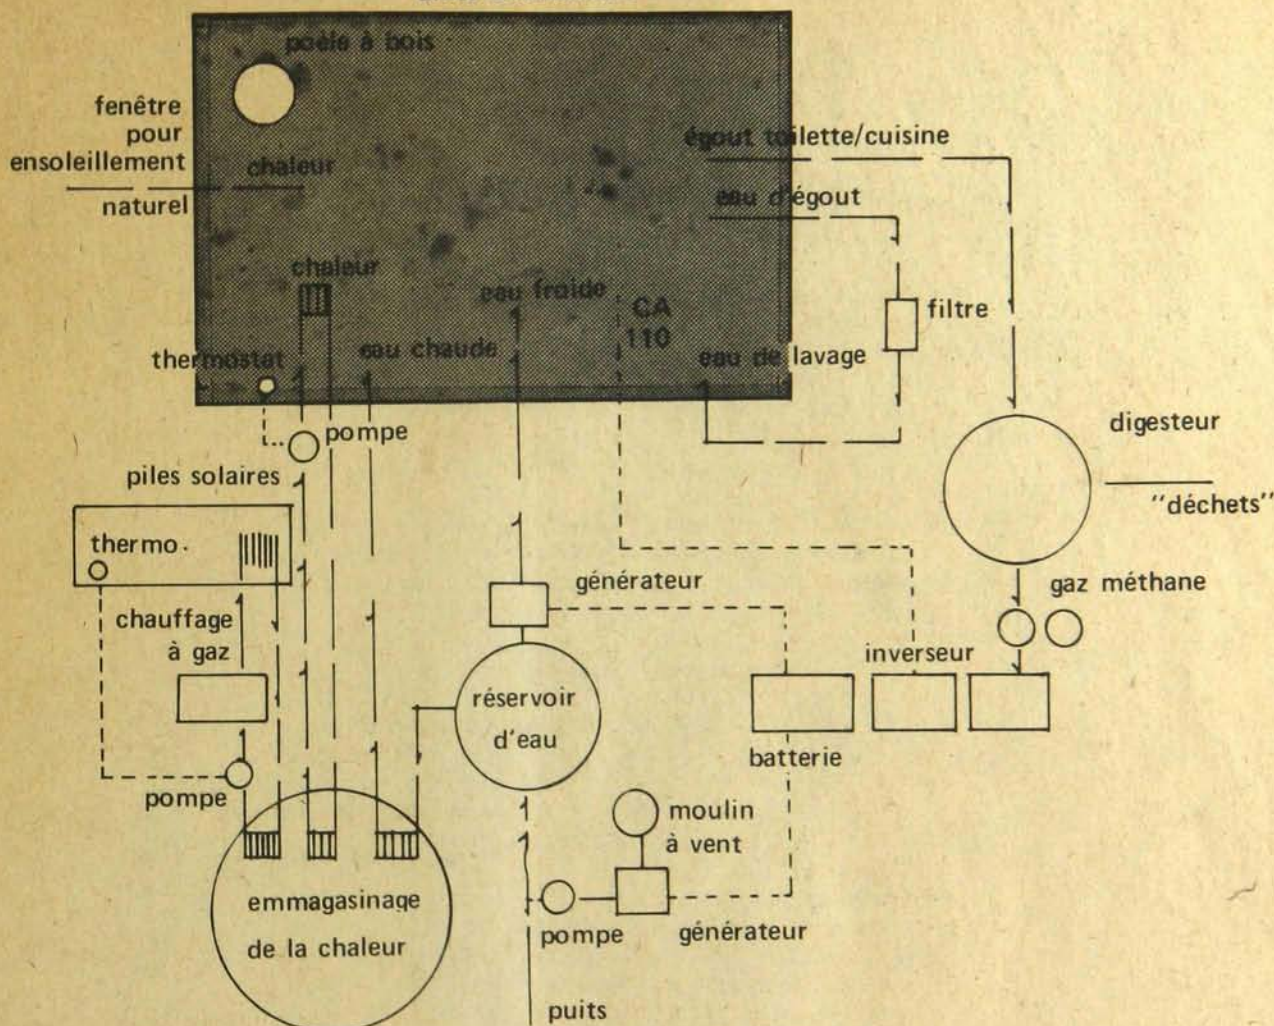 poêle à bois
fenêtre
pour
ensoleillement
naturel
chaleur
égout toilette/cuisine
eau d'égout
chaleur
eau froide
CA
110
filtre
thermostat
eau chaude
eau de lavage
pompe
digesteur
piles solaires
"déchets"
thermo.
générateur
gaz méthane
chauffage
à gaz
inverseur
réservoir
d'eau
batterie
pompe
moulin
à vent
emmagasinage
de la chaleur
pompe
générateur
puits